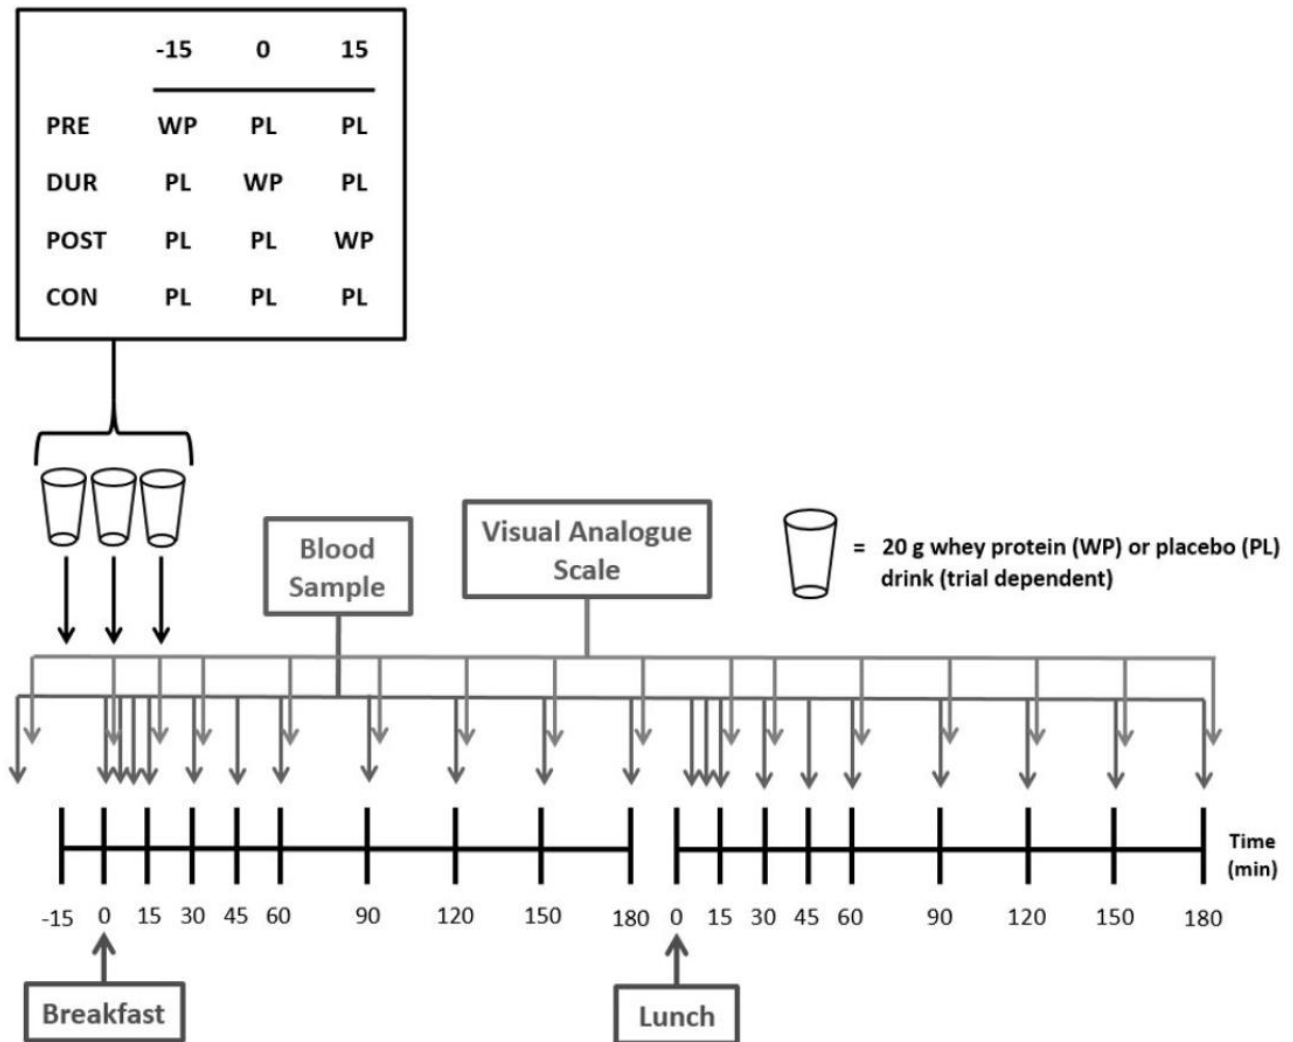 -15 0 15
PRE WP PL PL
DUR PL WP PL
POST PL PL WP
CON PL PL PL
Blood
Sample
Visual Analogue
Scale
= 20 g whey protein (WP) or placebo (PL)
drink (trial dependent)
Time
(min)
-15 0 15 30 45 60 90 120 150 180 0 15 30 45 60 90 120 150 180
Breakfast
Lunch